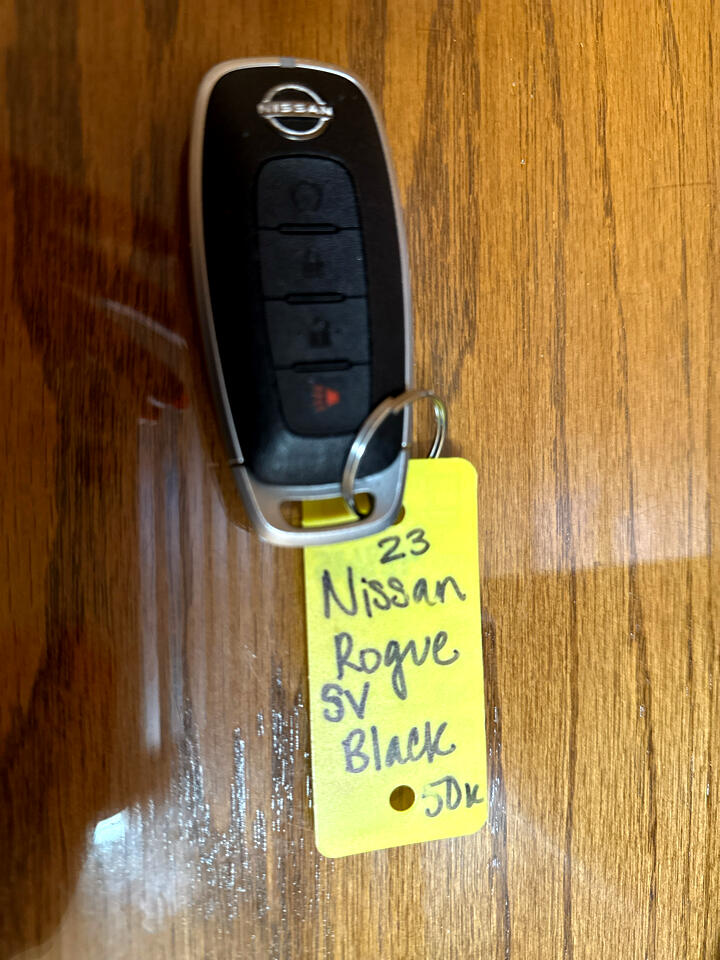 NISSAN
23
Nissan
Rogue
SV
Black
50K